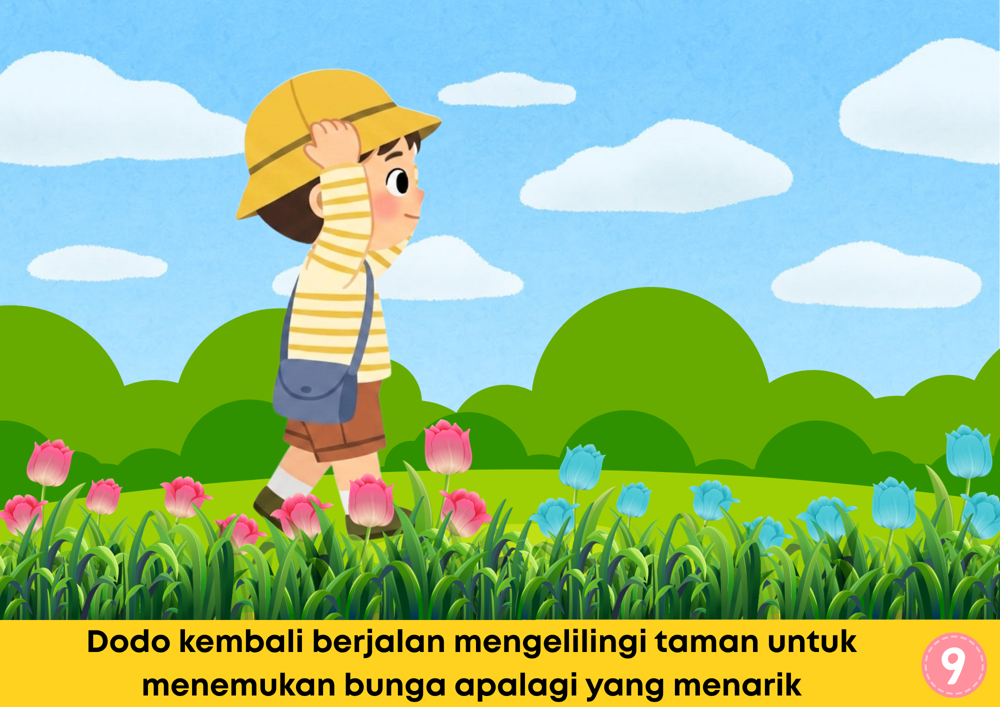 Dodo kembali berjalan mengelilingi taman untuk
menemukan bunga apalagi yang menarik
9